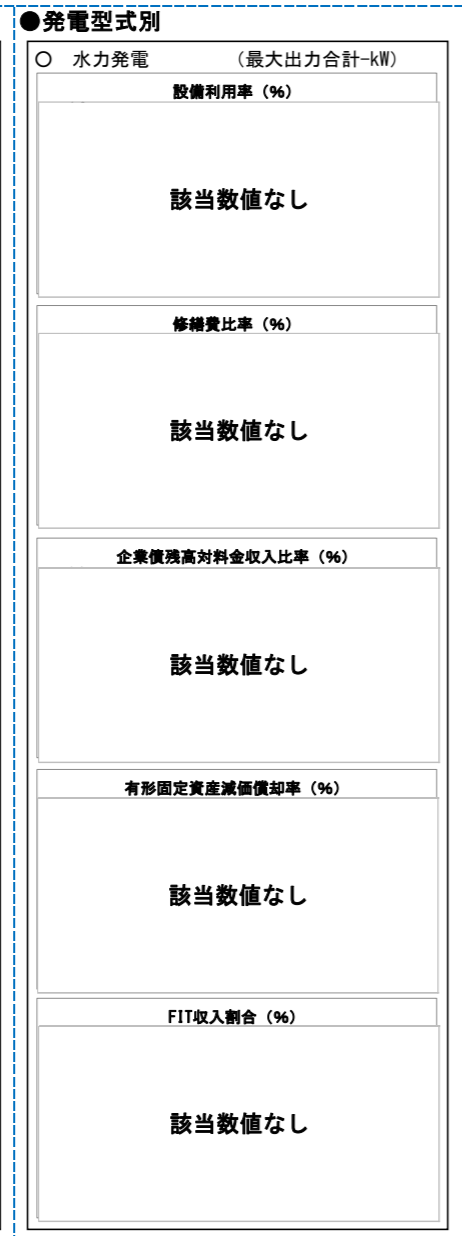 ●発電型式別
○ 水力発電 (最大出力合計-kW)
設備利用率（%）
該当数値なし
修繕費比率（%）
該当数値なし
企業債残高対料金収入比率（%）
該当数値なし
有形固定資産減価償却率（%）
該当数値なし
FIT収入割合（%）
該当数値なし